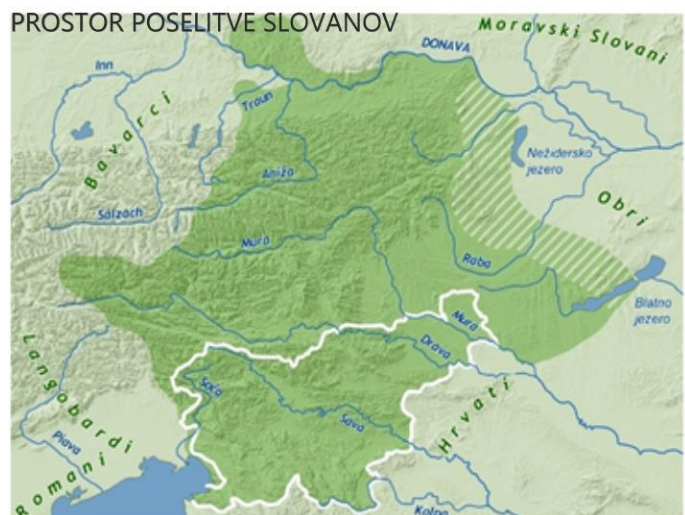 PROSTOR POSELITVE SLOVANOV
Moravski Slovani
DONAVA
Inn
Traun
Bavarci
Nežidersko
jezero
Aniža
Obri
Salzach
Mura
Raba
Blatno
jezero
Mura
Drava
Langobardi
Soča
Hrvati
Sava
Piava
Romani
Kolpa